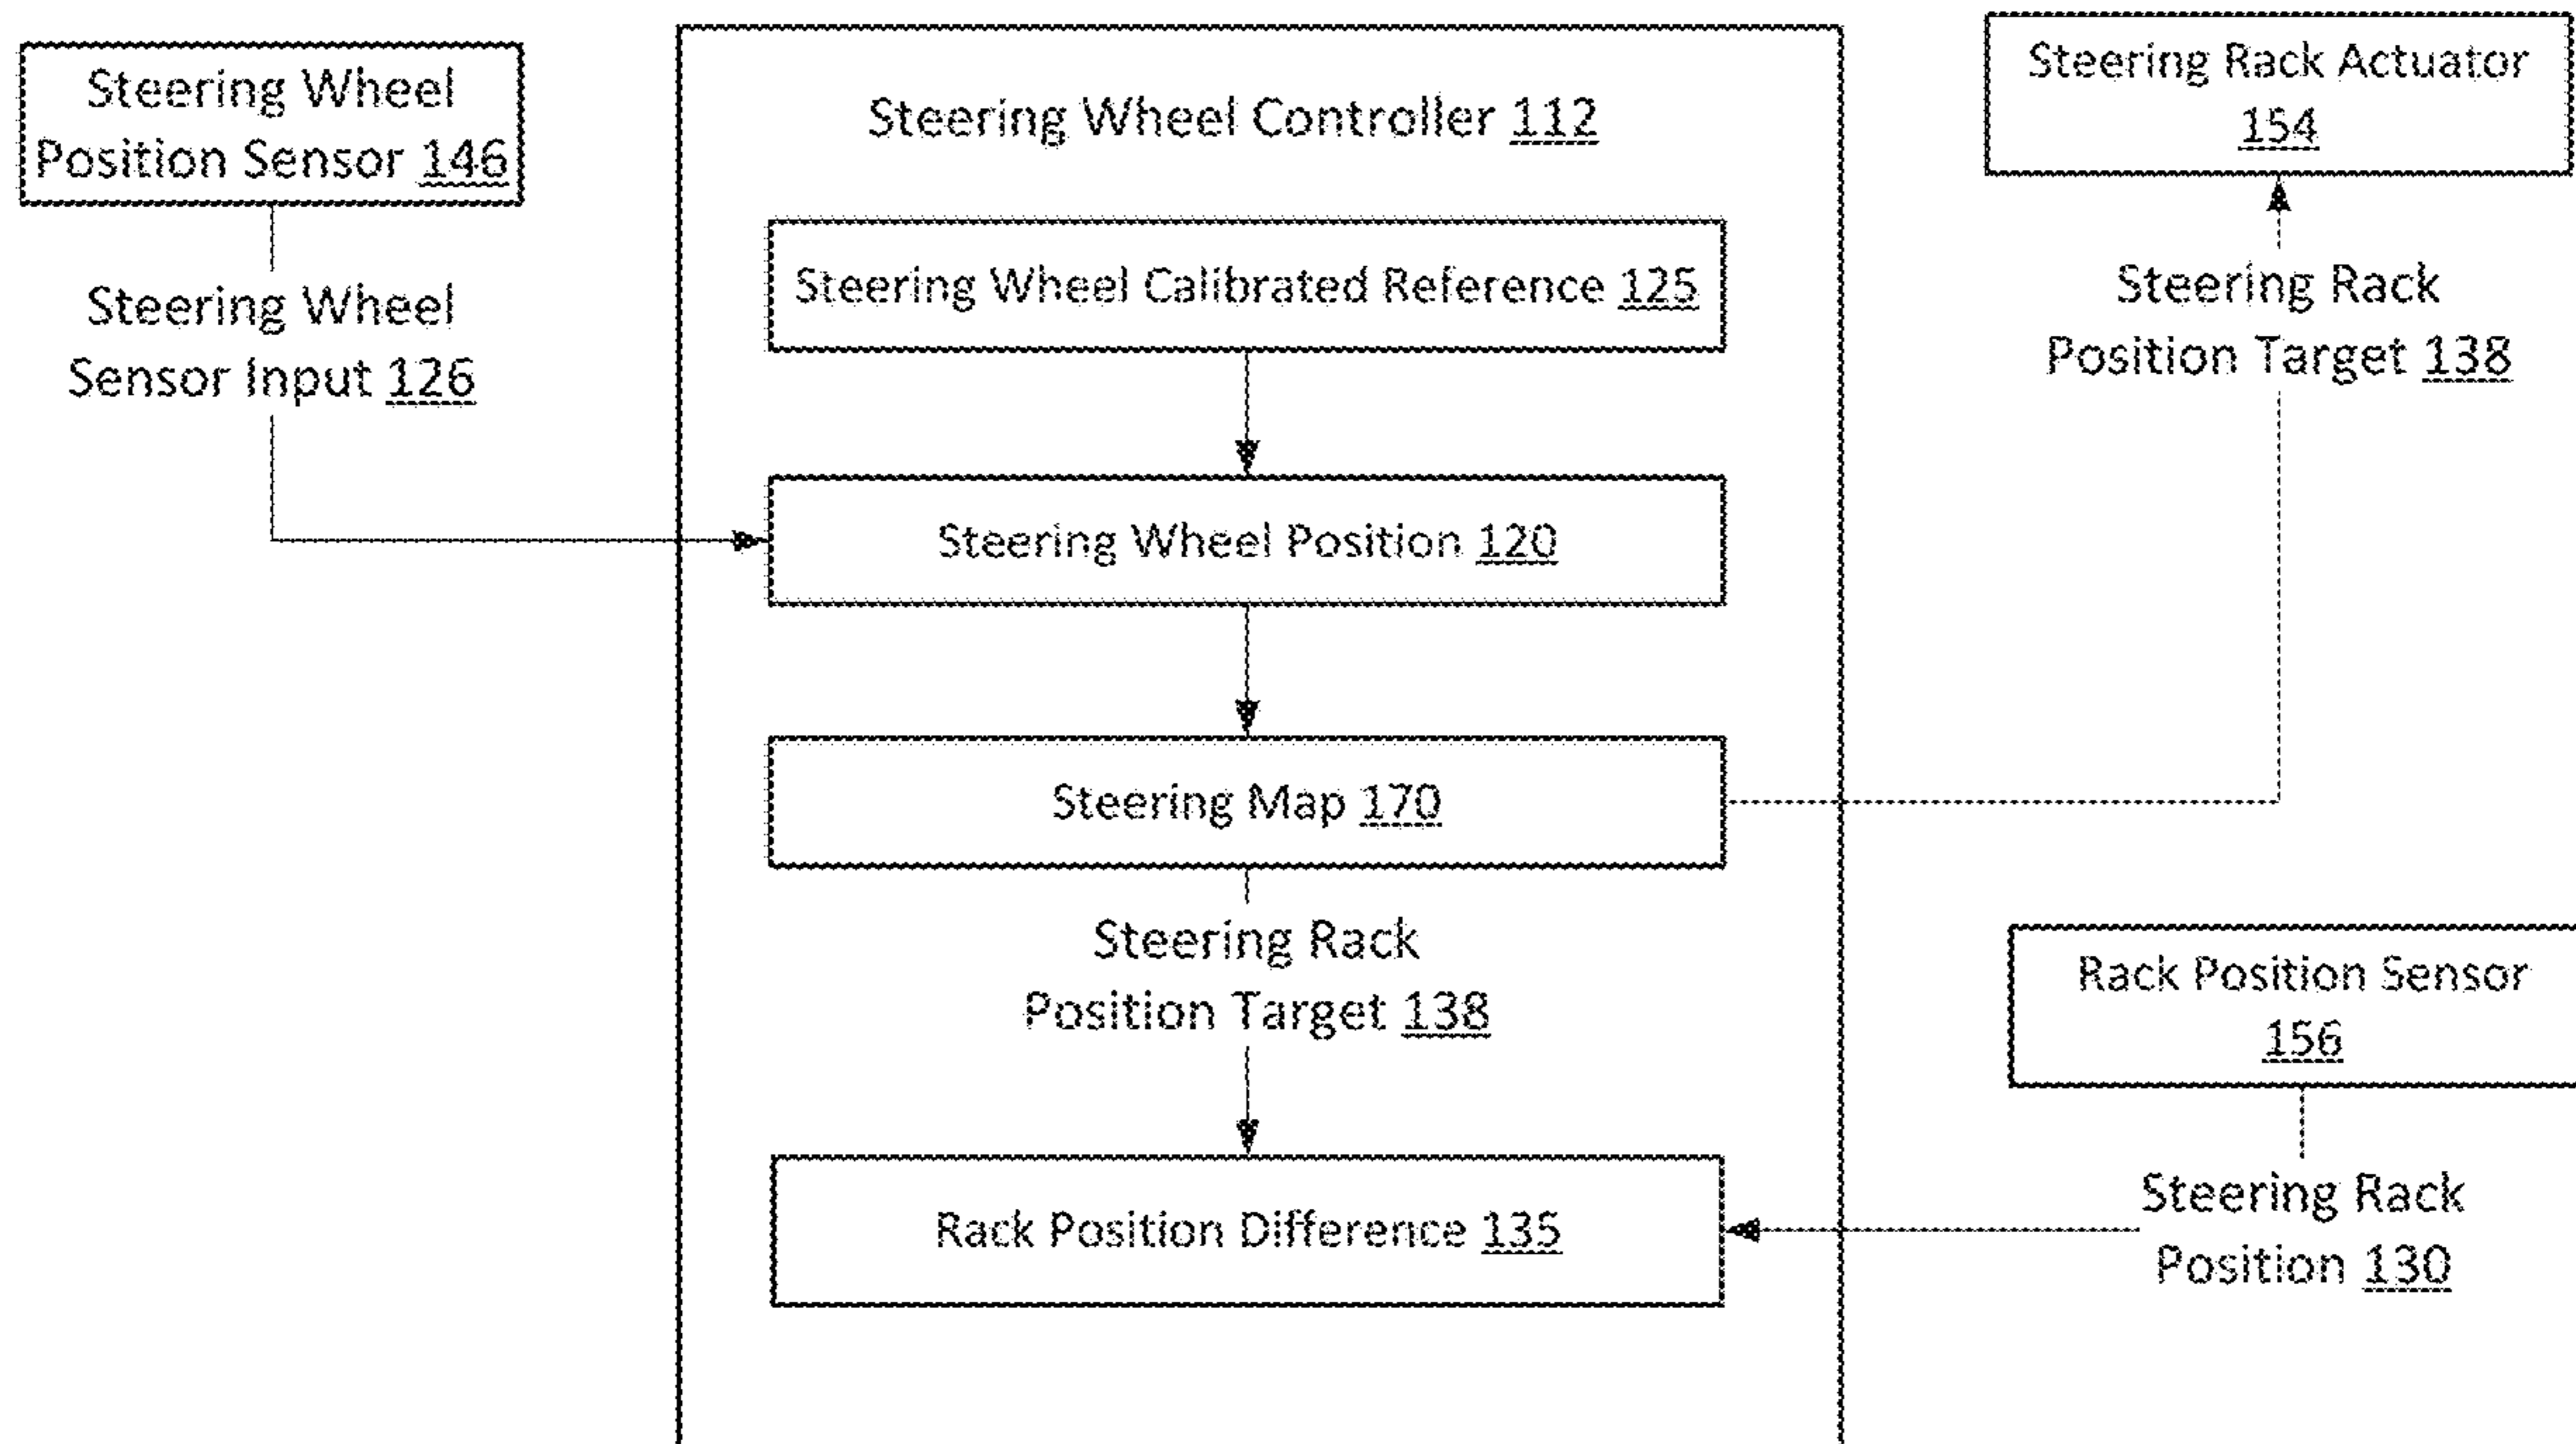 Steering Wheel
Position Sensor 146
Steering Wheel
Sensor Input 126
Steering Wheel Controller 112
Steering Wheel Calibrated Reference 125
Steering Wheel Position 120
Steering Map 170
Steering Rack
Position Target 138
Rack Position Difference 135
Steering Rack Actuator
154
Steering Rack
Position Target 138
Rack Position Sensor
156
Steering Rack
Position 130